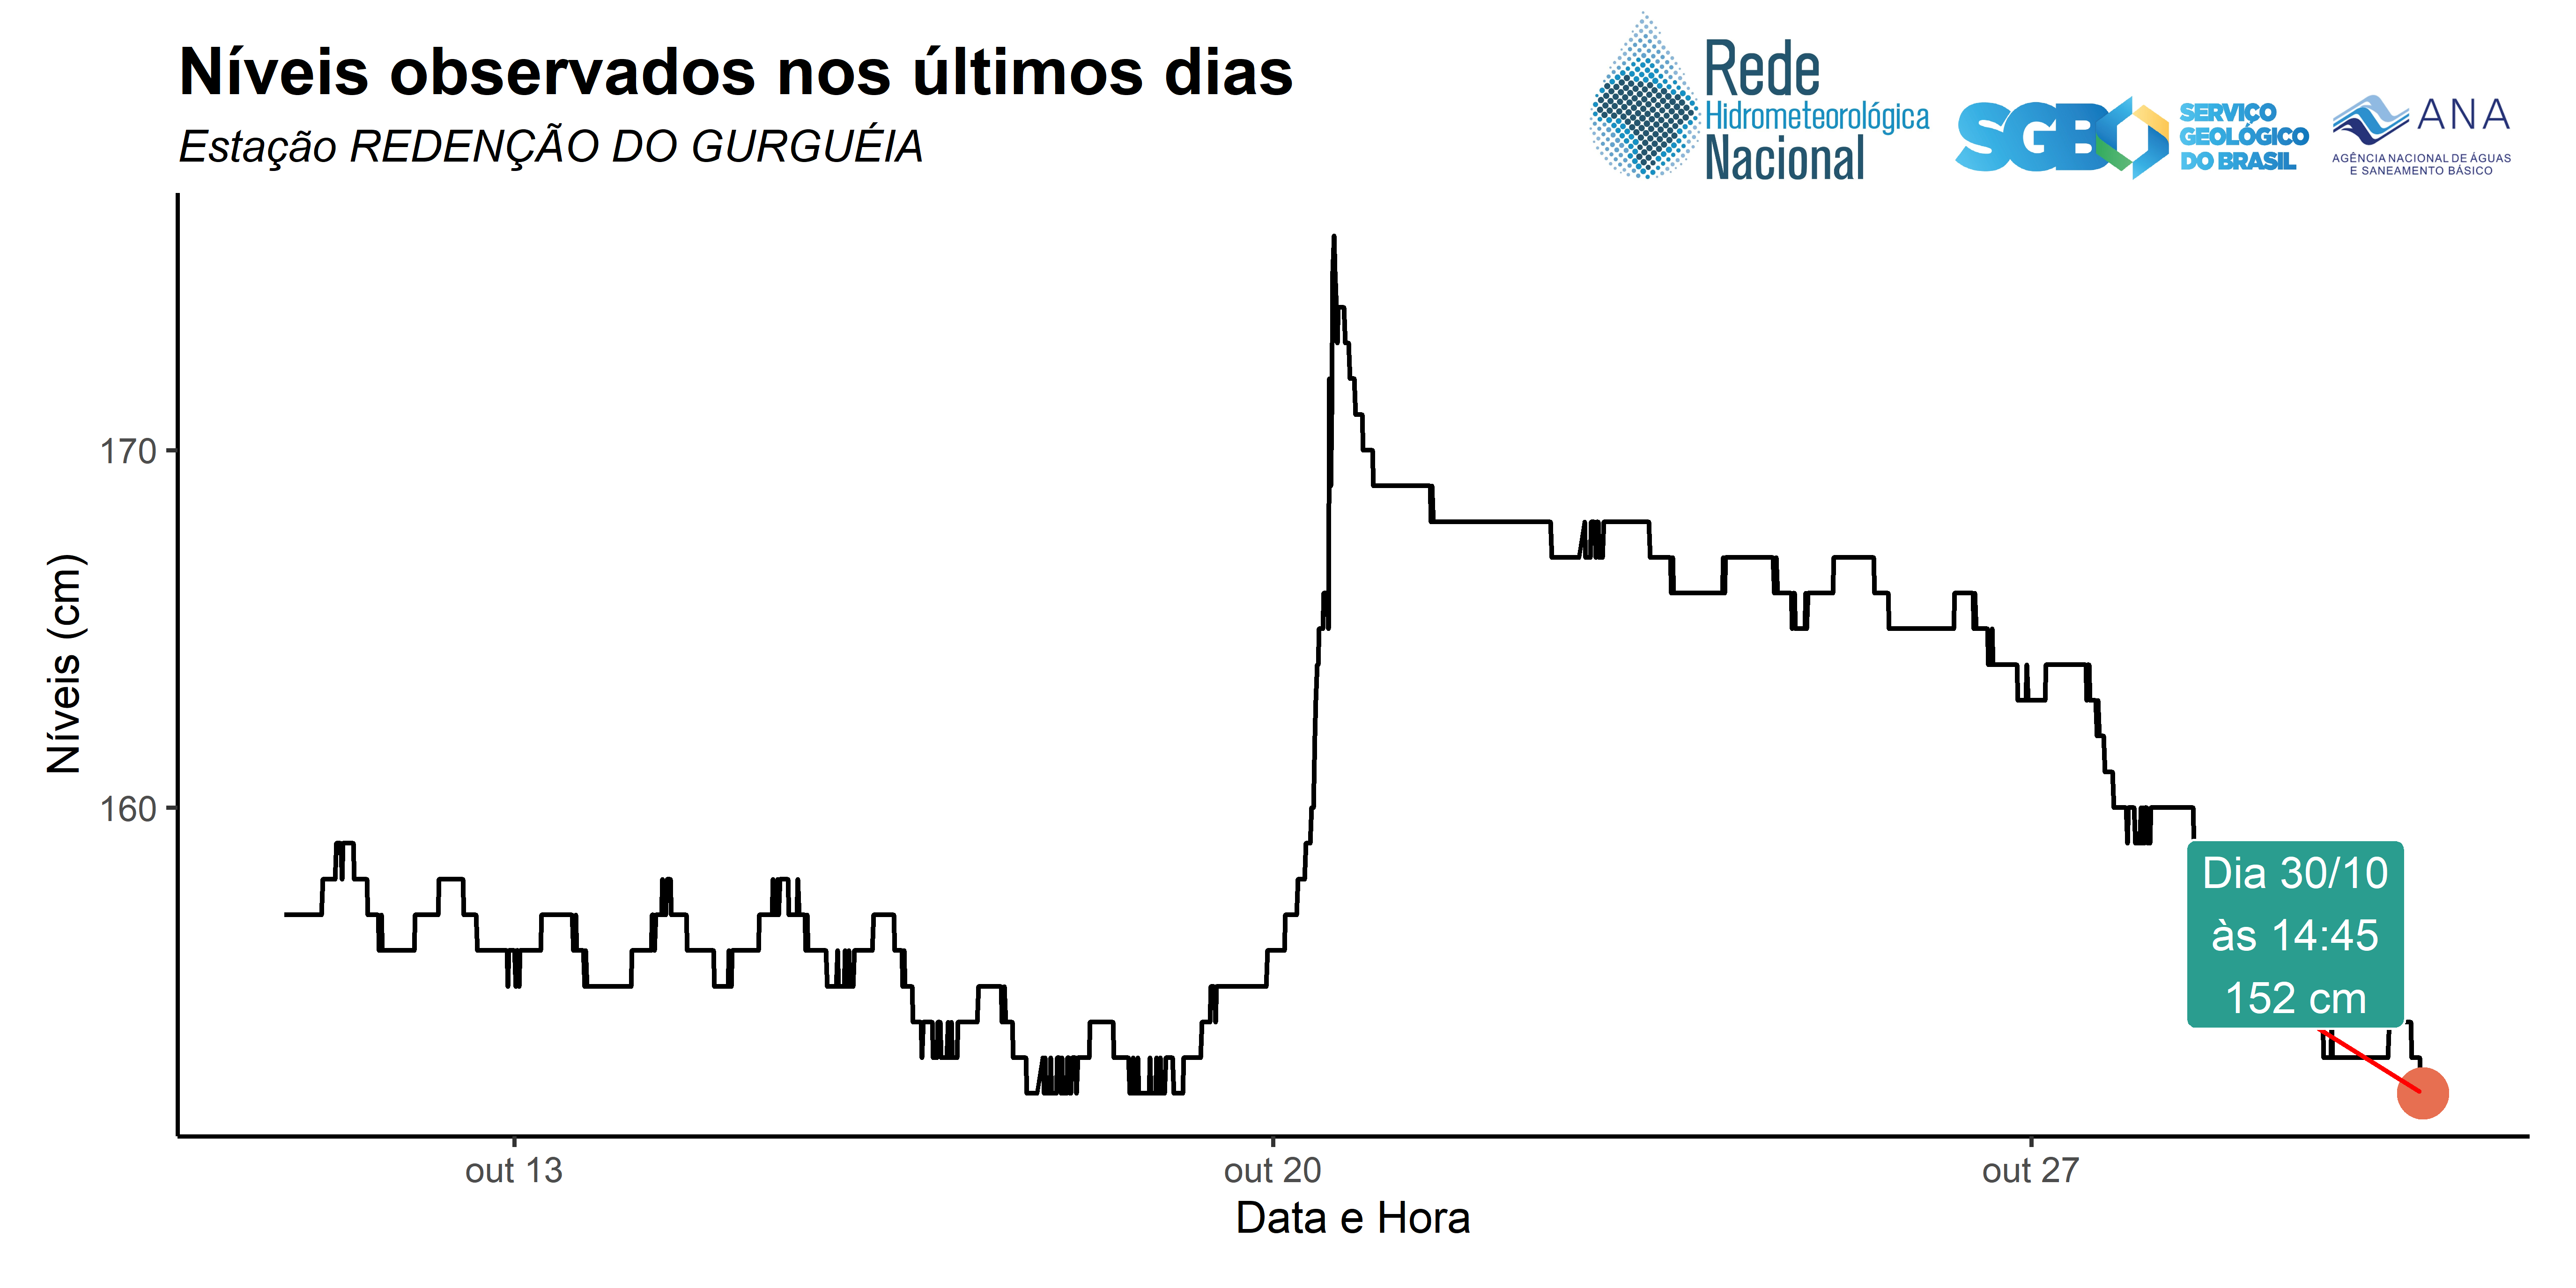 Níveis observados nos últimos dias
Estação REDENÇÃO DO GURGUÉIA
Rede
Hidrometeorológica
Nacional
SGB
SERVIÇO
GEOLÓGICO
DO BRASIL
ANA
AGÊNCIA NACIONAL DE ÁGUAS
E SANEAMENTO BÁSICO
Níveis (cm)
170
160
Dia 30/10
às 14:45
152 cm
out 13
out 20
out 27
Data e Hora